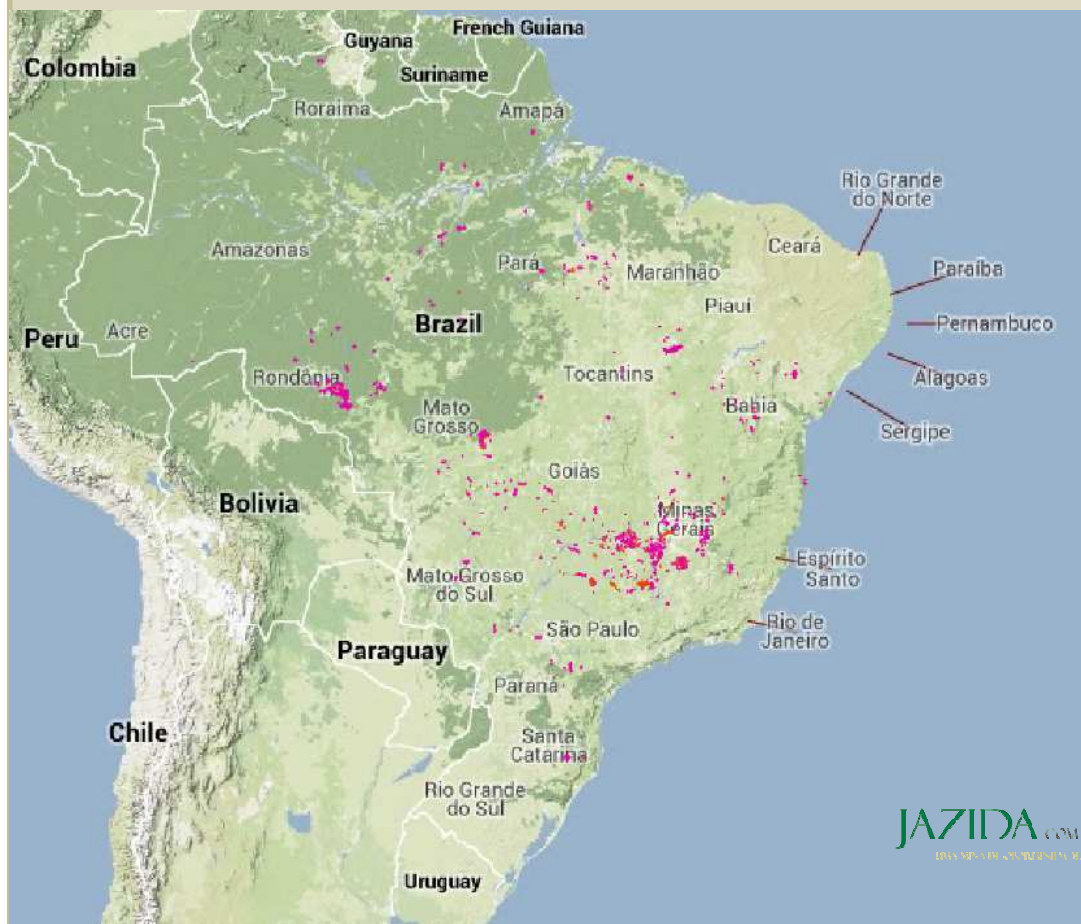 French Guiana
Guyana
Colombia
Suriname
Roraima
Amapá
Rio Grande
do Norte
Ceará
Amazonas
Pará
Maranhão
Paraíba
Piauí
Brazil
Pernambuco
Peru
Acre
Rondônia
Tocantins
Alagoas
Mato
Grosso
Bahia
Sergipe
Goiás
Bolivia
Minas
Gerais
Espírito
Santo
Mato Grosso
do Sul
São Paulo
Rio de
Janeiro
Paraguay
Paraná
Chile
Santa
Catarina
Rio Grande
do Sul
JAZIDA.com
Uruguay